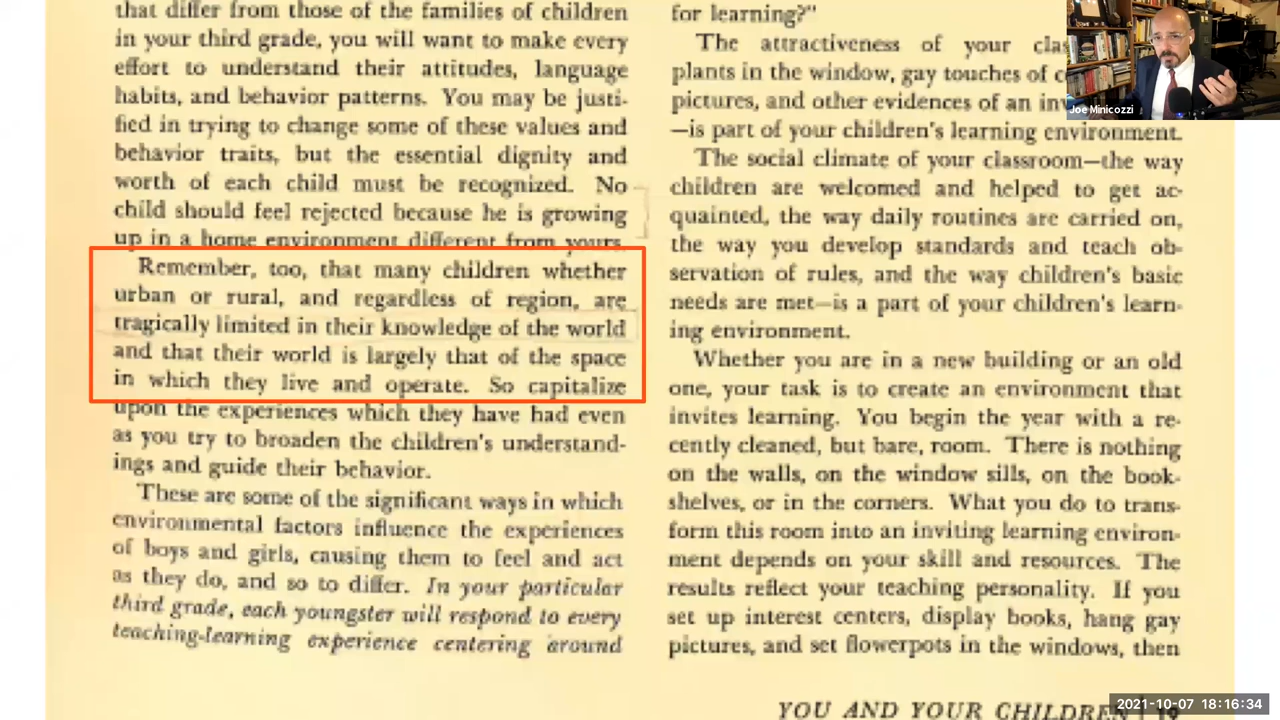 that differ from those of the families of children
in your third grade, you will want to make every
effort to understand their attitudes, language
habits, and behavior patterns. You may be justi-
fied in trying to change some of these values and
behavior traits, but the essential dignity and
worth of each child must be recognized. No
child should feel rejected because he is growing
up in a home environment different from yours.
Remember, too, that many children whether
urban or rural, and regardless of region, are
tragically limited in their knowledge of the world
and that their world is largely that of the space
in which they live and operate. So capitalize
upon the experiences which they have had even
as you try to broaden the children's understand-
ings and guide their behavior.
These are some of the significant ways in which
environmental factors influence the experiences
of boys and girls, causing them to feel and act
as they do, and so to differ. In your particular
third grade, each youngster will respond to every
teaching-learning experience centering around
for learning?"
The attractiveness of your
plants in the window, gay touches of
pictures, and other evidences of an
—is part of your children's learning environment.
The social climate of your classroom—the way
children are welcomed and helped to get ac-
quainted, the way daily routines are carried on,
the way you develop standards and teach ob-
servation of rules, and the way children's basic
needs are met—is a part of your children's learn-
ing environment.
Whether you are in a new building or an old
one, your task is to create an environment that
invites learning. You begin the year with a re-
cently cleaned, but bare, room. There is nothing
on the walls, on the window sills, on the book-
shelves, or in the corners. What you do to trans-
form this room into an inviting learning environ-
ment depends on your skill and resources. The
results reflect your teaching personality. If you
set up interest centers, display books, hang gay
pictures, and set flowerpots in the windows, then
YOU AND YOUR CHILDREN
Joe Minicozzi
2021-10-07 18:16:34